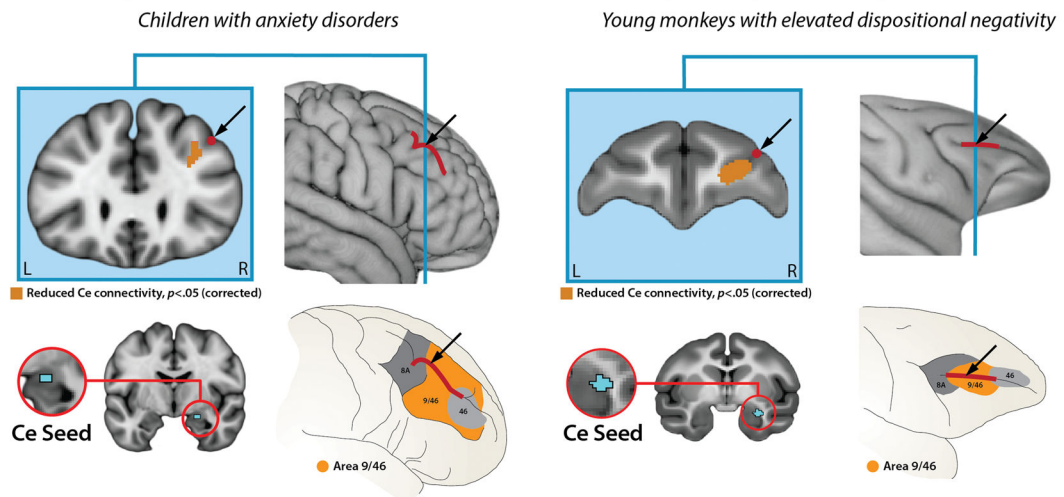 Children with anxiety disorders
L
R
Reduced Ce connectivity, p<.05 (corrected)
Ce Seed
8A
9/46
46
Area 9/46
Young monkeys with elevated dispositional negativity
L
R
Reduced Ce connectivity, p<.05 (corrected)
Ce Seed
8A
9/46
46
Area 9/46